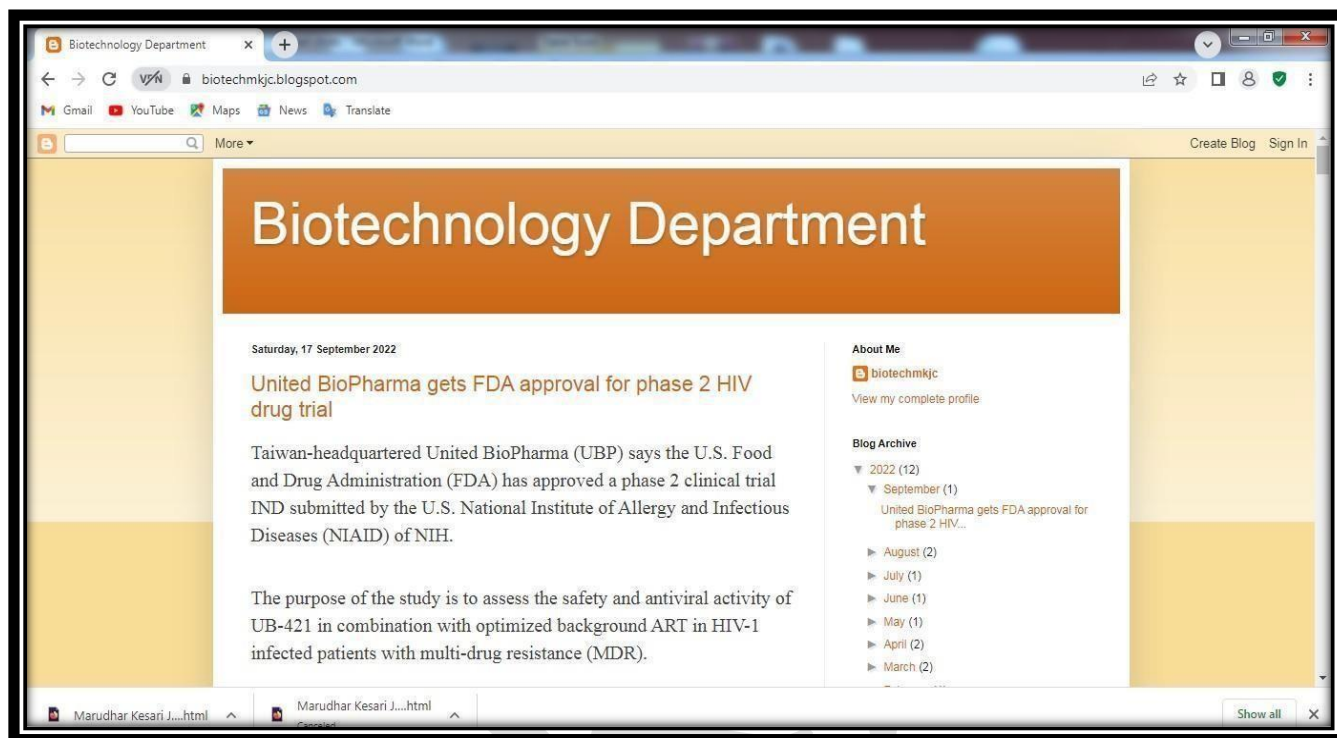 Biotechnology Department
VPN
biotechmkjc.blogspot.com
Gmail YouTube Maps News Translate
More
Create Blog Sign In
Biotechnology Department
Saturday, 17 September 2022
United BioPharma gets FDA approval for phase 2 HIV
drug trial
Taiwan-headquartered United BioPharma (UBP) says the U.S. Food
and Drug Administration (FDA) has approved a phase 2 clinical trial
IND submitted by the U.S. National Institute of Allergy and Infectious
Diseases (NIAID) of NIH.
The purpose of the study is to assess the safety and antiviral activity of
UB-421 in combination with optimized background ART in HIV-1
infected patients with multi-drug resistance (MDR).
About Me
biotechmkjc
View my complete profile
Blog Archive
▼ 2022 (12)
▼ September (1)
United BioPharma gets FDA approval for
phase 2 HIV...
► August (2)
► July (1)
► June (1)
► May (1)
► April (2)
► March (2)
Marudhar Kesari J....html
Marudhar Kesari J....html
Canceled
Show all